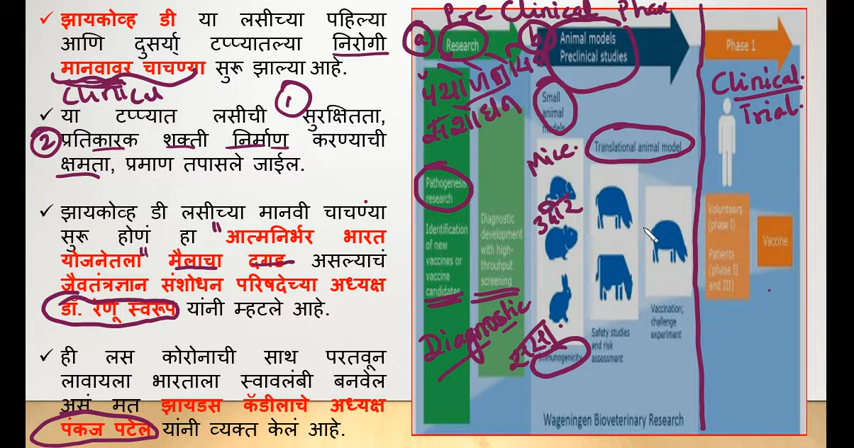 ✓ झायकोव्ह डी या लसीच्या पहिल्या
आणि दुसर्या् टप्प्यातल्या निरोगी
मानवावर चाचण्या सुरू झाल्या आहे.
① 
✓ या टप्प्यात लसीची सुरक्षितता,
② प्रतिकारक शक्ती निर्माण करण्याची
क्षमता, प्रमाण तपासले जाईल.
✓ झायकोव्ह डी लसीच्या मानवी चाचण्या
सुरू होणं हा "आत्मनिर्भर भारत
योजनेतला" मैलाचा दगड असल्याचं
जैवतंत्रज्ञान संशोधन परिषदेच्या अध्यक्ष
डॉ. रेणू स्वरूप यांनी म्हटले आहे.
✓ ही लस कोरोनाची साथ परतवून
लावायला भारताला स्वावलंबी बनवेल
असं मत झायडस कॅडीलाचे अध्यक्ष
पंकज पटेल यांनी व्यक्त केलं आहे.
Pre Clinical Phase
a Research
b Animal models
Preclinical studies
Phase 1
Clinical
Trial
Small
animal
models
Mice
Translational animal model
Pathogenesis
research
Identification
of new
vaccines or
vaccine
candidates
Diagnostic
development
with high-
throughput
screening
Diagnostic
Immunogenicity
Safety studies
and risk
assessment
Vaccination;
challenge
experiment
Volunteers
(phase I)
Patients
(phase II
and III)
Vaccine
Wageningen Bioveterinary Research